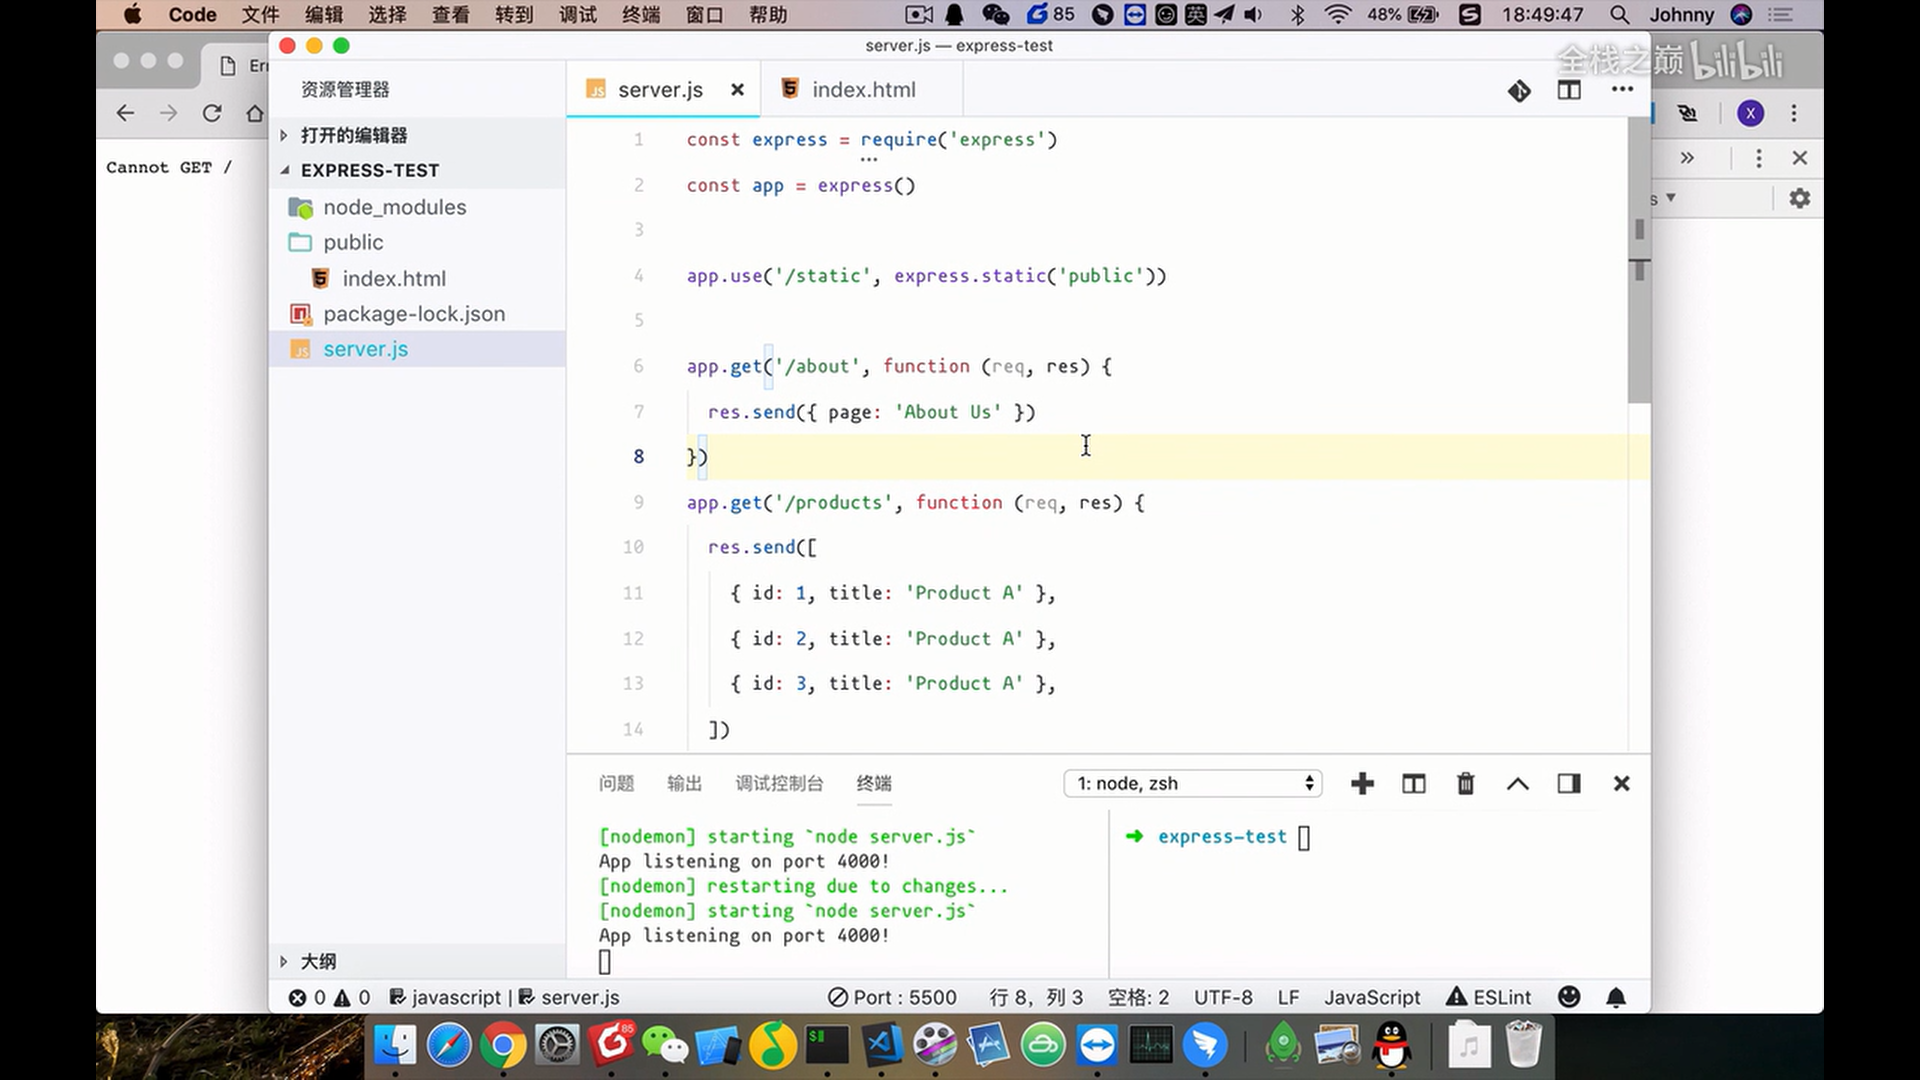 Code 文件 编辑 选择 查看 转到 调试 终端 窗口 帮助 85 英 48% 18:49:47 Johnny
server.js — express-test
全栈之巅 bilibili
资源管理器
server.js
index.html
X
Cannot GET /
打开的编辑器
EXPRESS-TEST
node_modules
public
index.html
package-lock.json
server.js
大纲
1 const express = require('express')
2 const app = express()
3
4 app.use('/static', express.static('public'))
5
6 app.get('/about', function (req, res) {
7 res.send({ page: 'About Us' })
8 })
9 app.get('/products', function (req, res) {
10 res.send([
11 { id: 1, title: 'Product A' },
12 { id: 2, title: 'Product A' },
13 { id: 3, title: 'Product A' },
14 ])
问题 输出 调试控制台 终端 1: node, zsh
[nodemon] starting `node server.js`
App listening on port 4000!
[nodemon] restarting due to changes...
[nodemon] starting `node server.js`
App listening on port 4000!
➜ express-test
0 0 javascript | server.js Port : 5500 行 8, 列 3 空格: 2 UTF-8 LF JavaScript ESLint
85